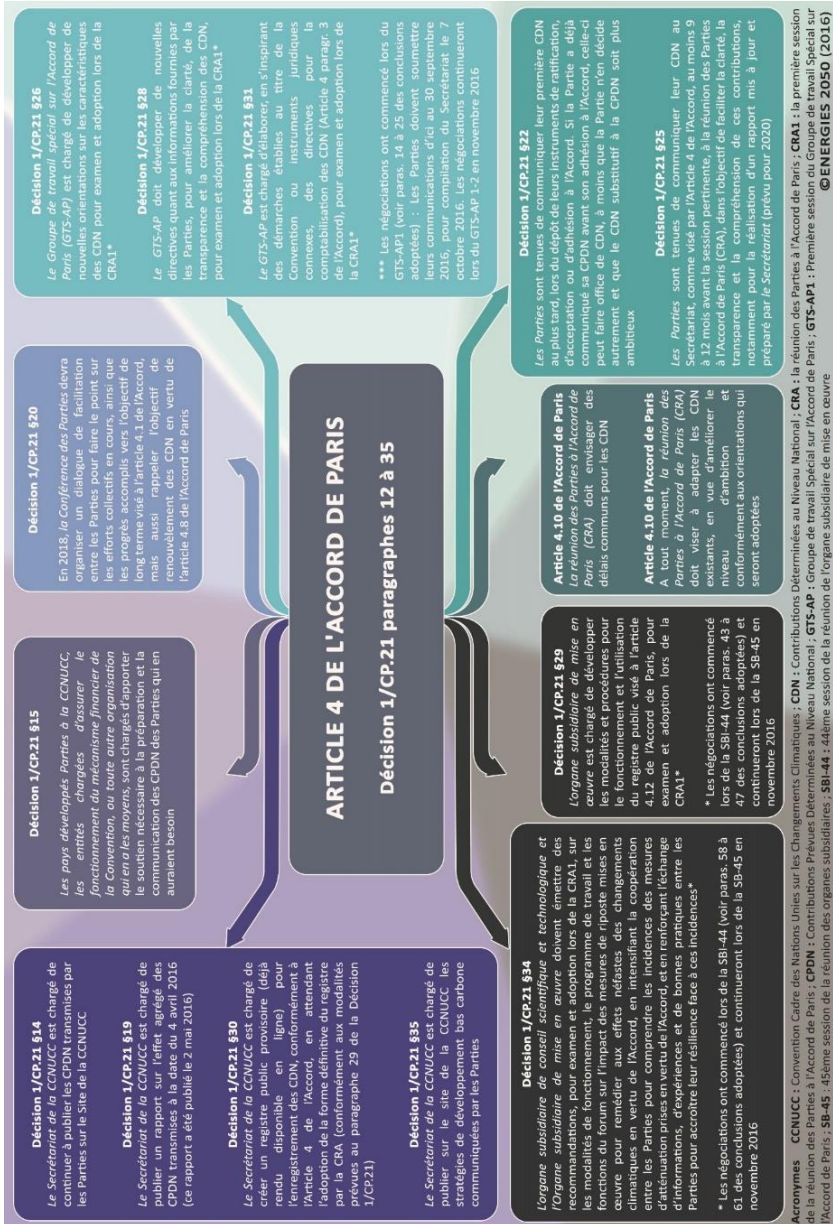 Décision 1/CP.21 §14
Le Secrétariat de la CCNUCC est chargé de
continuer à publier les CPDN transmises par
les Parties sur le Site de la CCNUCC
Décision 1/CP.21 §19
Le Secrétariat de la CCNUCC est chargé de
publier un rapport sur l'effet agrégé des
CPDN transmises à la date du 4 avril 2016
(ce rapport a été publié le 2 mai 2016)
Décision 1/CP.21 §30
Le Secrétariat de la CCNUCC est chargé de
créer un registre public provisoire (déjà
rendu disponible en ligne) pour
l'enregistrement des CDN, conformément à
l'Article 4 de l'Accord, en attendant
l'adoption de la forme définitive du registre
par la CRA (conformément aux modalités
prévues au paragraphe 29 de la Décision
1/CP.21)
Décision 1/CP.21 §35
Le Secrétariat de la CCNUCC est chargé de
publier sur le site de la CCNUCC les
stratégies de développement bas carbone
communiquées par les Parties
Décision 1/CP.21 §15
Les pays développés Parties à la CCNUCC,
les entités chargées d'assurer le
fonctionnement du mécanisme financier de
la Convention, ou toute autre organisation
qui en a les moyens, sont chargés d'apporter
le soutien nécessaire à la préparation et la
communication des CPDN des Parties qui en
auraient besoin
Décision 1/CP.21 §20
En 2018, la Conférence des Parties devra
organiser un dialogue de facilitation
entre les Parties pour faire le point sur
les efforts collectifs en cours, ainsi que
les progrès accomplis vers l'objectif de
long terme visé à l'article 4.1 de l'Accord,
mais aussi rappeler l'objectif de
renouvèlement des CDN en vertu de
l'article 4.8 de l'Accord de Paris
Décision 1/CP.21 §26
Le Groupe de travail spécial sur l'Accord de
Paris (GTS-AP) est chargé de développer de
nouvelles orientations sur les caractéristiques
des CDN pour examen et adoption lors de la
CRA1*
Décision 1/CP.21 §28
Le GTS-AP doit développer de nouvelles
directives quant aux informations fournies par
les Parties, pour améliorer la clarté, de la
transparence et la compréhension des CDN,
pour examen et adoption lors de la CRA1*
Décision 1/CP.21 §31
Le GTS-AP est chargé d'élaborer, en s'inspirant
des démarches établies au titre de la
Convention ou instruments juridiques
connexes, des directives pour la
comptabilisation des CDN (Article 4 paragr. 3
de l'Accord), pour examen et adoption lors de
la CRA1*
*** Les négociations ont commencé lors du
GTS-AP1 (voir paras. 14 à 25 des conclusions
adoptées) : Les Parties doivent soumettre
leurs communications d'ici au 30 septembre
2016, pour compilation du Secrétariat le 7
octobre 2016. Les négociations continueront
lors du GTS-AP 1-2 en novembre 2016
ARTICLE 4 DE L'ACCORD DE PARIS
Décision 1/CP.21 paragraphes 12 à 35
Décision 1/CP.21 §34
L'organe subsidiaire de conseil scientifique et technologique et
l'Organe subsidiaire de mise en œuvre doivent émettre des
recommandations, pour examen et adoption lors de la CRA1, sur
les modalités de fonctionnement, le programme de travail et les
fonctions du forum sur l'impact des mesures de riposte mises en
œuvre pour remédier aux effets néfastes des changements
climatiques en vertu de l'Accord, en intensifiant la coopération
entre les Parties pour comprendre les incidences des mesures
d'atténuation prises en vertu de l'Accord, et en renforçant l'échange
d'informations, d'expériences et de bonnes pratiques entre les
Parties pour accroître leur résilience face à ces incidences*
* Les négociations ont commencé lors de la SBI-44 (voir paras. 58 à
61 des conclusions adoptées) et continueront lors de la SB-45 en
novembre 2016
Décision 1/CP.21 §29
L'organe subsidiaire de mise en
œuvre est chargé de développer
les modalités et procédures pour
le fonctionnement et l'utilisation
du registre public visé à l'article
4.12 de l'Accord de Paris, pour
examen et adoption lors de la
CRA1*
* Les négociations ont commencé
lors de la SBI-44 (voir paras. 43 à
47 des conclusions adoptées) et
continueront lors de la SB-45 en
novembre 2016
Article 4.10 de l'Accord de Paris
La réunion des Parties à l'Accord de
Paris (CRA) doit envisager des
délais communs pour les CDN
Article 4.10 de l'Accord de Paris
A tout moment, la réunion des
Parties à l'Accord de Paris (CRA)
doit viser à adapter les CDN
existants, en vue d'améliorer le
niveau d'ambition et
conformément aux orientations qui
seront adoptées
Décision 1/CP.21 §22
Les Parties sont tenues de communiquer leur première CDN
au plus tard, lors du dépôt de leurs instruments de ratification,
d'acceptation ou d'adhésion à l'Accord. Si la Partie a déjà
communiqué sa CPDN avant son adhésion à l'Accord, celle-ci
peut faire office de CDN, à moins que la Partie n'en décide
autrement et que le CDN substitutif à la CPDN soit plus
ambitieux
Décision 1/CP.21 §25
Les Parties sont tenues de communiquer leur CDN au
Secrétariat, comme visé par l'Article 4 de l'Accord, au moins 9
à 12 mois avant la session pertinente, à la réunion des Parties
à l'Accord de Paris (CRA), dans l'objectif de faciliter la clarté, la
transparence et la compréhension de ces contributions,
notamment pour la réalisation d'un rapport mis à jour et
préparé par le Secrétariat (prévu pour 2020)
Acronymes CCNUCC : Convention Cadre des Nations Unies sur les Changements Climatiques ; CDN : Contributions Déterminées au Niveau National ; CRA : la réunion des Parties à l'Accord de Paris ; CRA1 : la première session
de la réunion des Parties à l'Accord de Paris ; CPDN : Contributions Prévues Déterminées au Niveau National ; GTS-AP : Groupe de travail Spécial sur l'Accord de Paris ; GTS-AP1 : Première session du Groupe de travail Spécial sur
l'Accord de Paris ; SB-45 : 45ème session de la réunion des organes subsidiaires ; SBI-44 : 44ème session de la réunion de l'organe subsidiaire de mise en œuvre
©ENERGIES 2050 (2016)